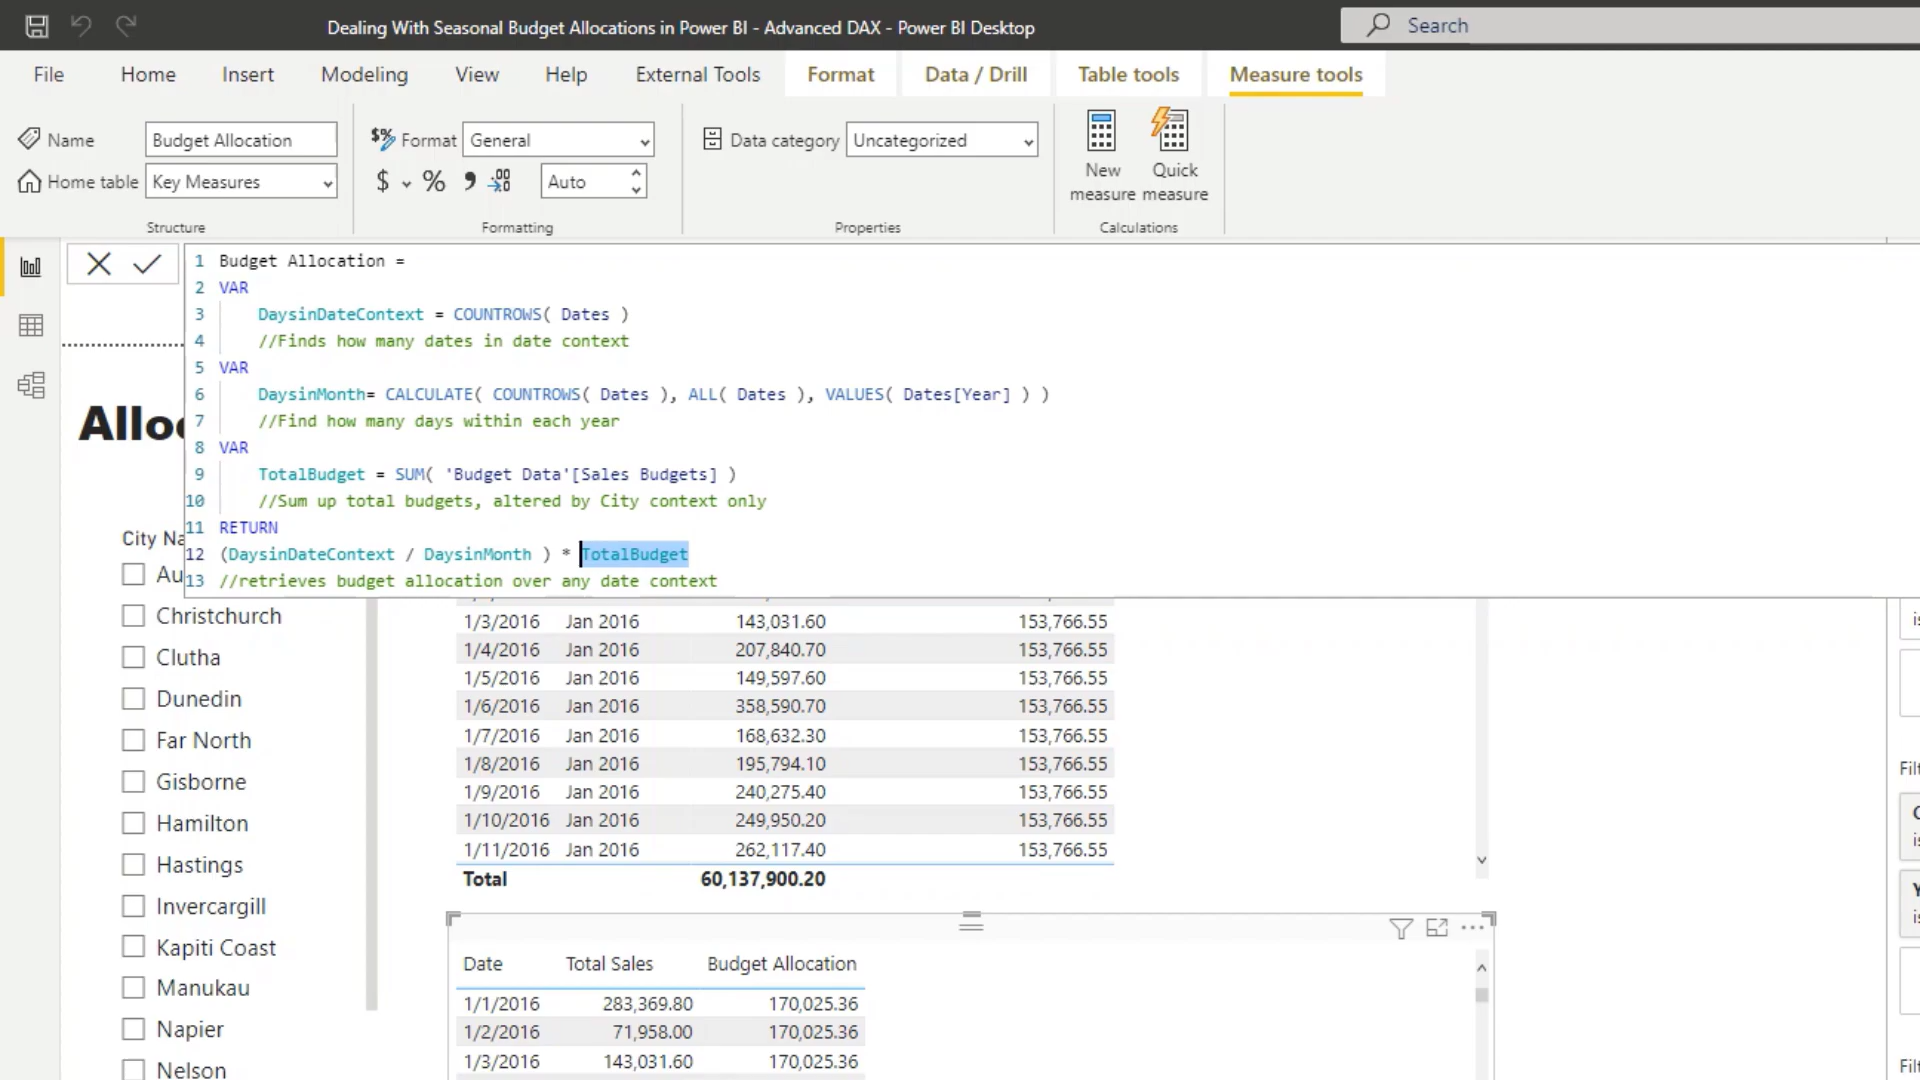 Dealing With Seasonal Budget Allocations in Power BI - Advanced DAX - Power BI Desktop
Search
File Home Insert Modeling View Help External Tools Format Data / Drill Table tools Measure tools
Name Budget Allocation
Home table Key Measures
Structure
$% Format General
$ % , .00 Auto
Formatting
Data category Uncategorized
Properties
New measure
Quick measure
Calculations
1 Budget Allocation =
2 VAR
3 DaysinDateContext = COUNTROWS( Dates )
4 //Finds how many dates in date context
5 VAR
6 DaysinMonth= CALCULATE( COUNTROWS( Dates ), ALL( Dates ), VALUES( Dates[Year] ) )
7 //Find how many days within each year
8 VAR
9 TotalBudget = SUM( 'Budget Data'[Sales Budgets] )
10 //Sum up total budgets, altered by City context only
11 RETURN
12 (DaysinDateContext / DaysinMonth ) * TotalBudget
13 //retrieves budget allocation over any date context
Allo
City Na
Au
Christchurch
Clutha
Dunedin
Far North
Gisborne
Hamilton
Hastings
Invercargill
Kapiti Coast
Manukau
Napier
Nelson
1/3/2016 Jan 2016 143,031.60 153,766.55
1/4/2016 Jan 2016 207,840.70 153,766.55
1/5/2016 Jan 2016 149,597.60 153,766.55
1/6/2016 Jan 2016 358,590.70 153,766.55
1/7/2016 Jan 2016 168,632.30 153,766.55
1/8/2016 Jan 2016 195,794.10 153,766.55
1/9/2016 Jan 2016 240,275.40 153,766.55
1/10/2016 Jan 2016 249,950.20 153,766.55
1/11/2016 Jan 2016 262,117.40 153,766.55
Total 60,137,900.20
Date Total Sales Budget Allocation
1/1/2016 283,369.80 170,025.36
1/2/2016 71,958.00 170,025.36
1/3/2016 143,031.60 170,025.36
Filt
Filt